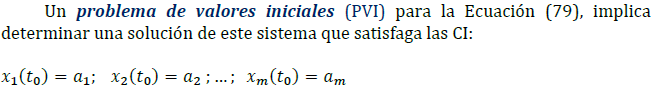 Un problema de valores iniciales (PVI) para la Ecuación (79), implica
determinar una solución de este sistema que satisfaga las CI:
x₁(t₀) = a₁; x₂(t₀) = a₂ ; … ; xₘ(t₀) = aₘ